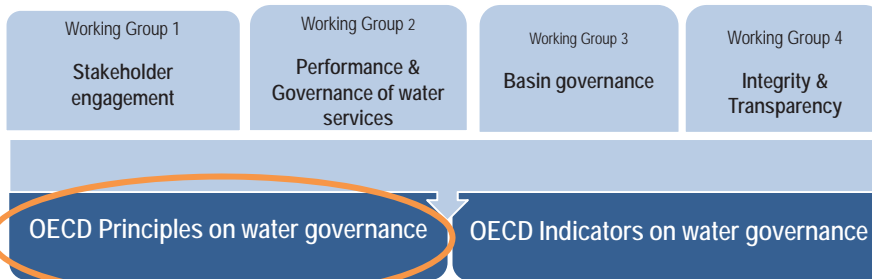 Working Group 1
Stakeholder
engagement
Working Group 2
Performance &
Governance of water
services
Working Group 3
Basin governance
Working Group 4
Integrity &
Transparency
OECD Principles on water governance
OECD Indicators on water governance